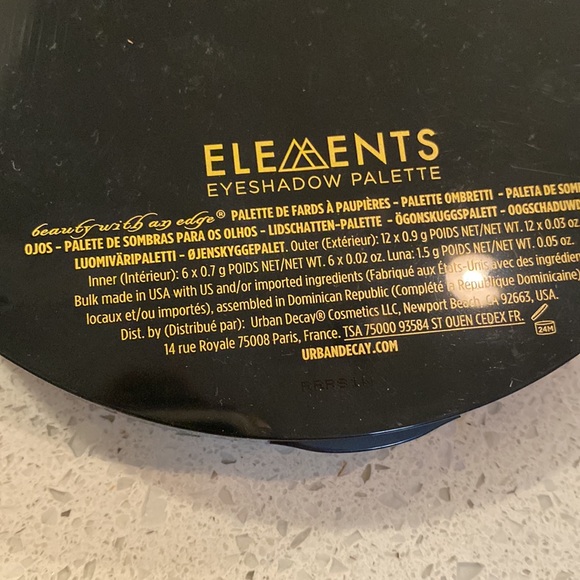 ELEMENTS
EYESHADOW PALETTE
beauty with an edge® PALETTE DE FARDS À PAUPIÈRES - PALETTE OMBRETTI - PALETA DE SOM
OJOS - PALETE DE SOMBRAS PARA OS OLHOS - LIDSCHATTEN-PALETTE - ÖGONSKUGGSPALETT - OOGSCHADUWD
LUOMIVÄRIPALETTI - ØJENSKYGGEPALET. Outer (Extérieur): 12 x 0.9 g POIDS NET/NET WT. 12 x 0.03 oz
Inner (Intérieur): 6 x 0.7 g POIDS NET/NET WT. 6 x 0.02 oz. Luna: 1.5 g POIDS NET/NET WT. 0.05 oz.
Bulk made in USA with US and/or imported ingredients (Fabriqué aux États-Unis avec des ingrédien
locaux et/ou importés), assembled in Dominican Republic (Complété à République Dominicaine)
Dist. by (Distribué par): Urban Decay® Cosmetics LLC, Newport Beach, CA 92663, USA.
14 rue Royale 75008 Paris, France. TSA 75000 93584 ST OUEN CEDEX FR.
24M
URBANDECAY.COM